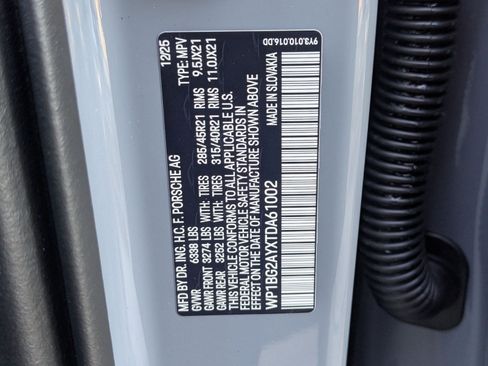 9Y3.010.016.DD
MFD BY DR. ING. H.C. F. PORSCHE AG 12/25
GVWR 6338 LBS TYPE: MPV
GAWR FRONT 3274 LBS WITH: TIRES 285/45R21 RIMS 9.5JX21
GAWR REAR 3252 LBS WITH: TIRES 315/40R21 RIMS 11.0JX21
THIS VEHICLE CONFORMS TO ALL APPLICABLE U.S.
FEDERAL MOTOR VEHICLE SAFETY STANDARDS IN
EFFECT ON THE DATE OF MANUFACTURE SHOWN ABOVE
WP1BG2AYXTDA61002 MADE IN SLOVAKIA